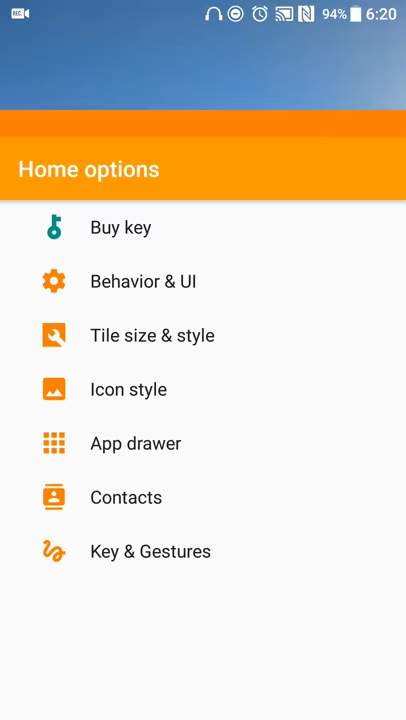 REC
94% 6:20
Home options
Buy key
Behavior & UI
Tile size & style
Icon style
App drawer
Contacts
Key & Gestures